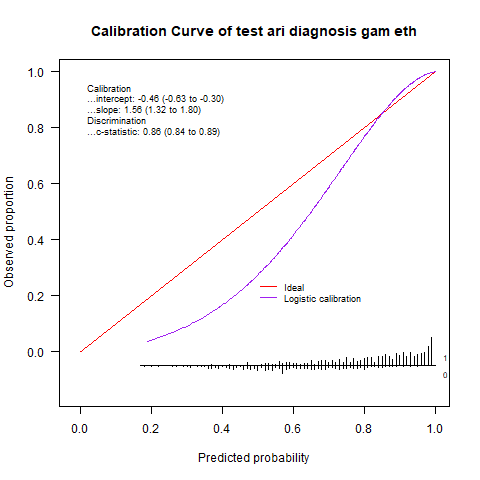 Calibration Curve of test ari diagnosis gam eth
Calibration
...intercept: -0.46 (-0.63 to -0.30)
...slope: 1.56 (1.32 to 1.80)
Discrimination
...c-statistic: 0.86 (0.84 to 0.89)
1.0
0.8
0.6
0.4
0.2
0.0
Observed proportion
Ideal
Logistic calibration
1
0
0.0 0.2 0.4 0.6 0.8 1.0
Predicted probability